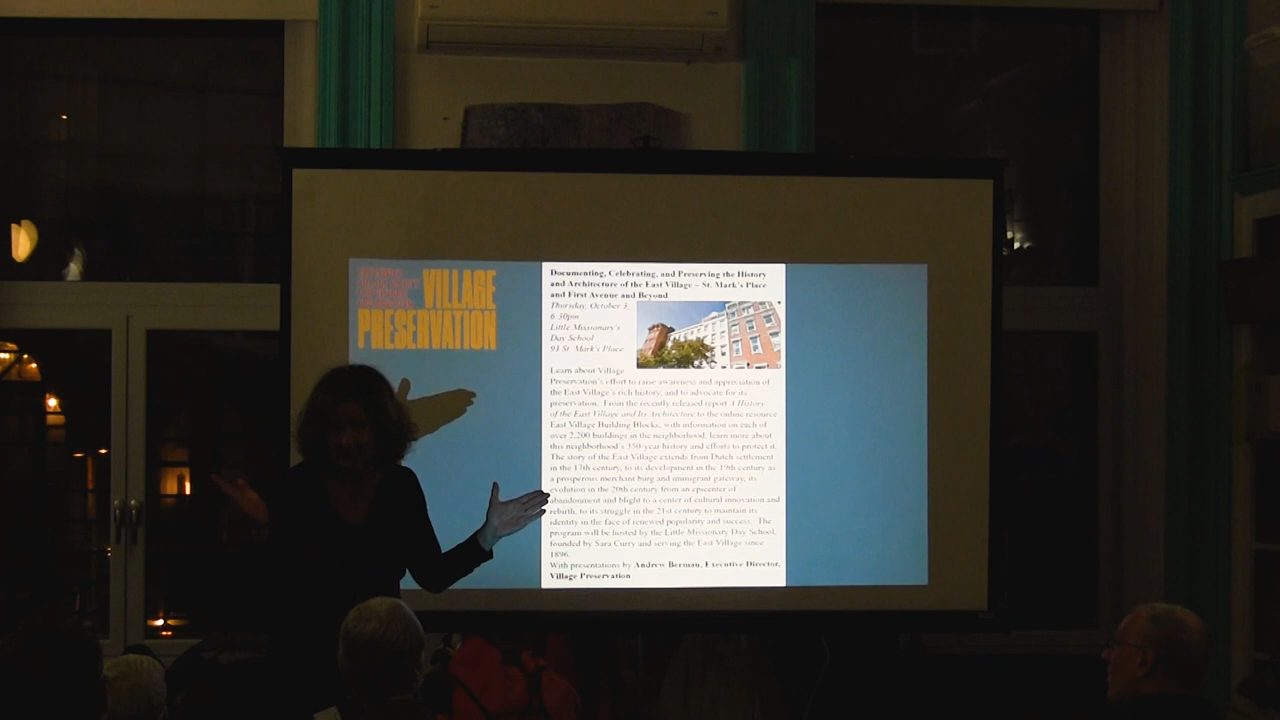 VILLAGE
PRESERVATION
Documenting, Celebrating, and Preserving the History
and Architecture of the East Village – St. Mark's Place
and First Avenue and Beyond
Thursday, October 3,
6:30pm
Little Missionary's
Day School
93 St. Mark's Place
Learn about Village
Preservation's effort to raise awareness and appreciation of
the East Village's rich history, and to advocate for its
preservation. From the recently released report A History
of the East Village and Its Architecture to the online resource
East Village Building Blocks, with information on each of
over 2,200 buildings in the neighborhood, learn more about
this neighborhood's 350-year history and efforts to protect it.
The story of the East Village extends from Dutch settlement
in the 17th century, to its development in the 19th century as
a prosperous merchant burg and immigrant gateway, its
evolution in the 20th century from an epicenter of
abandonment and blight to a center of cultural innovation and
rebirth, to its struggle in the 21st century to maintain its
identity in the face of renewed popularity and success. The
program will be hosted by the Little Missionary Day School,
founded by Sara Curry and serving the East Village since
1896.
With presentations by Andrew Berman, Executive Director,
Village Preservation